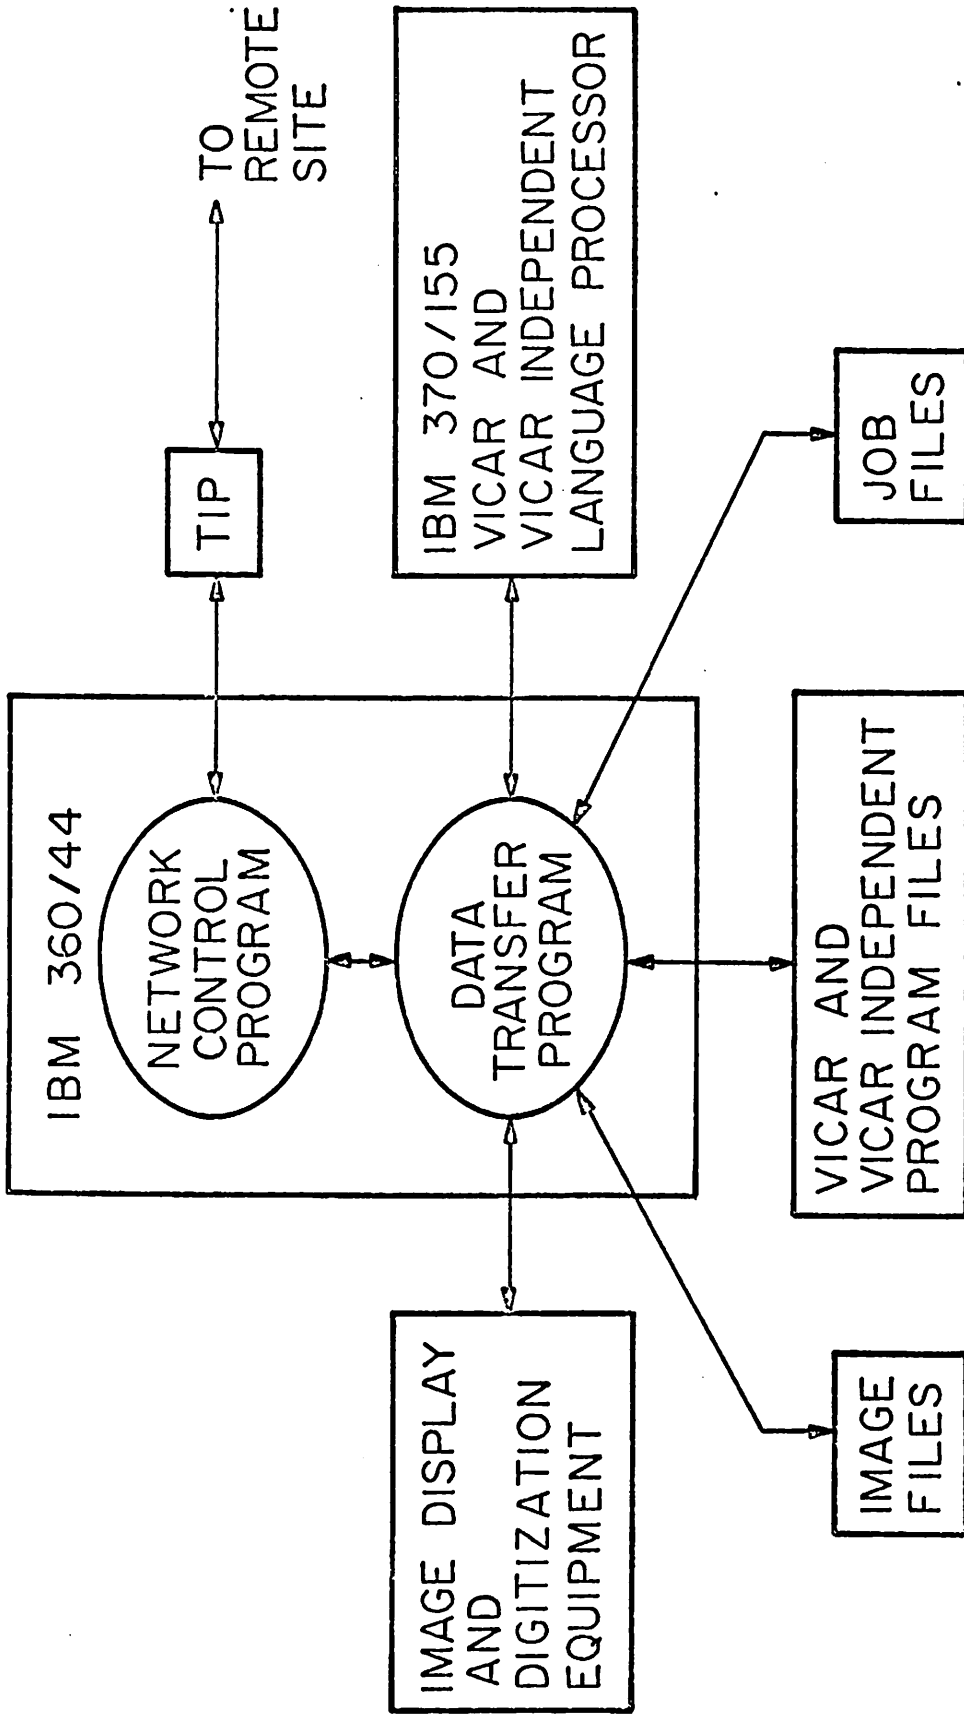 IBM 360/44
NETWORK
CONTROL
PROGRAM
TIP
TO
REMOTE
SITE
IMAGE DISPLAY
AND
DIGITIZATION
EQUIPMENT
DATA
TRANSFER
PROGRAM
IBM 370/155
VICAR AND
VICAR INDEPENDENT
LANGUAGE PROCESSOR
IMAGE
FILES
VICAR AND
VICAR INDEPENDENT
PROGRAM FILES
JOB
FILES